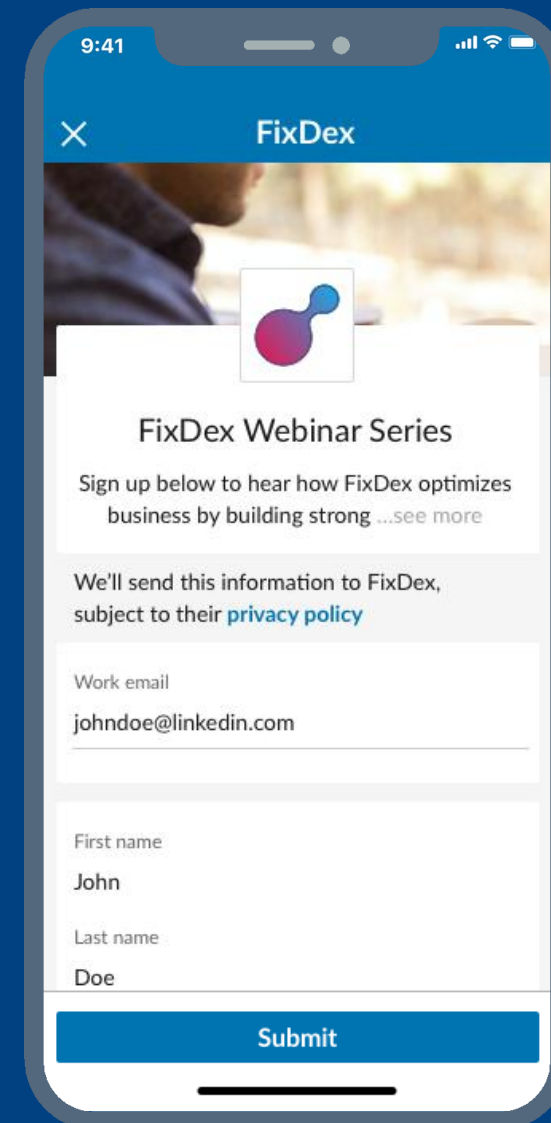 9:41
FixDex
FixDex Webinar Series
Sign up below to hear how FixDex optimizes
business by building strong ...see more
We'll send this information to FixDex,
subject to their privacy policy
Work email
johndoe@linkedin.com
First name
John
Last name
Doe
Submit